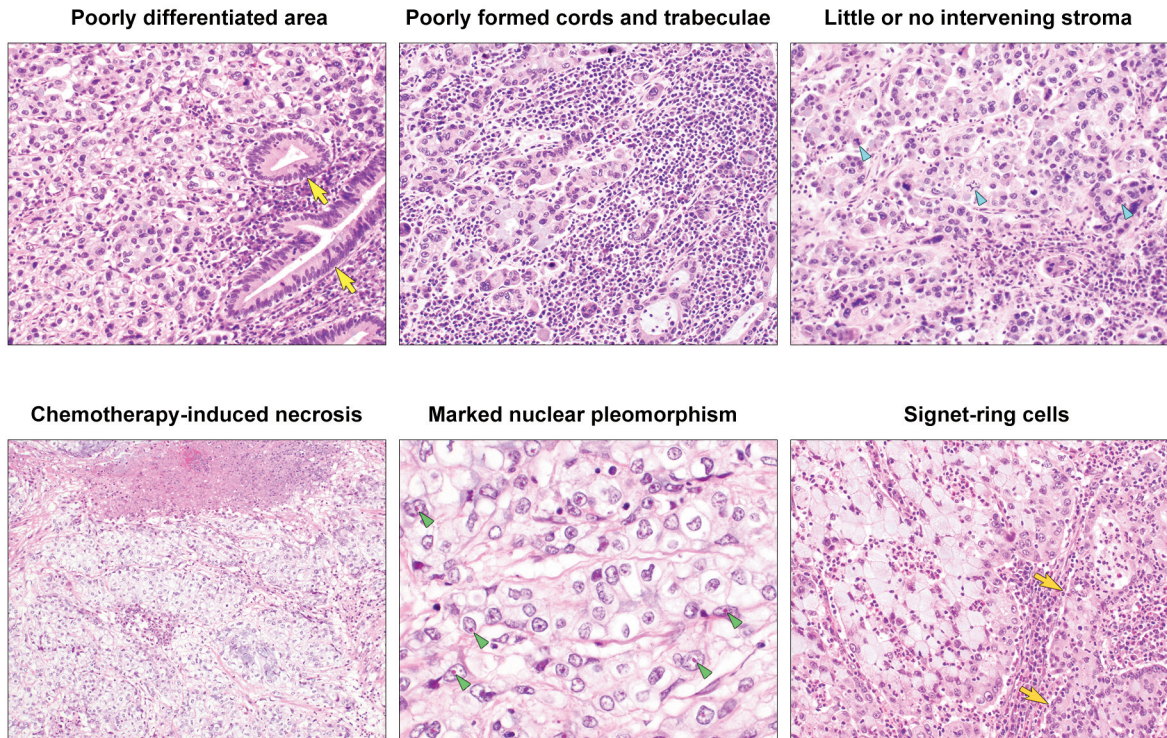 Poorly differentiated area
Poorly formed cords and trabeculae
Little or no intervening stroma
Chemotherapy-induced necrosis
Marked nuclear pleomorphism
Signet-ring cells